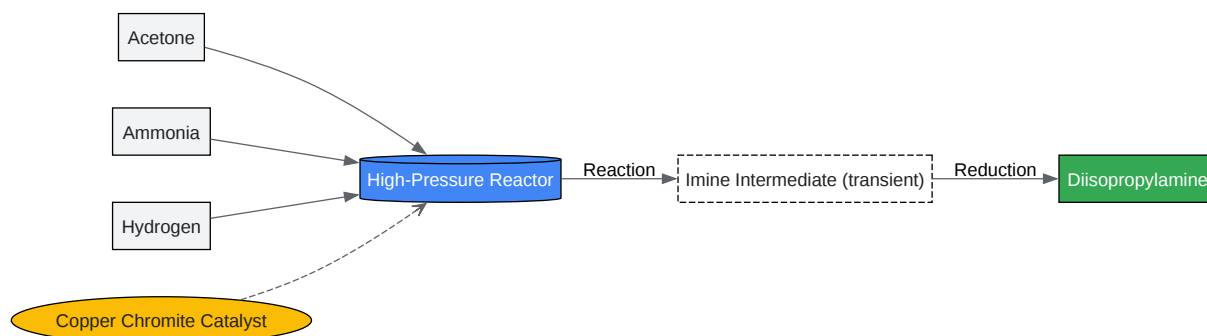 Acetone
Ammonia
Hydrogen
Copper Chromite Catalyst
High-Pressure Reactor
Reaction
Imine Intermediate (transient)
Reduction
Diisopropylamine